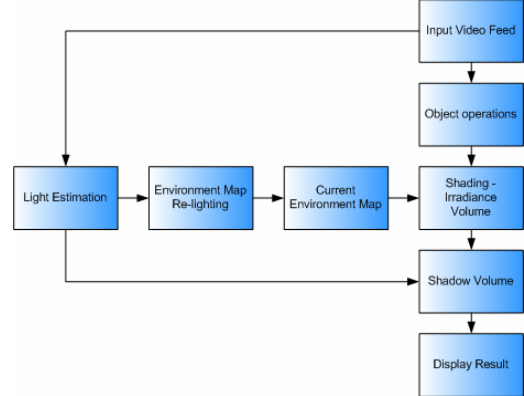 Input Video Feed
Object operations
Light Estimation
Environment Map
Re-lighting
Current
Environment Map
Shading -
Irradiance
Volume
Shadow Volume
Display Result